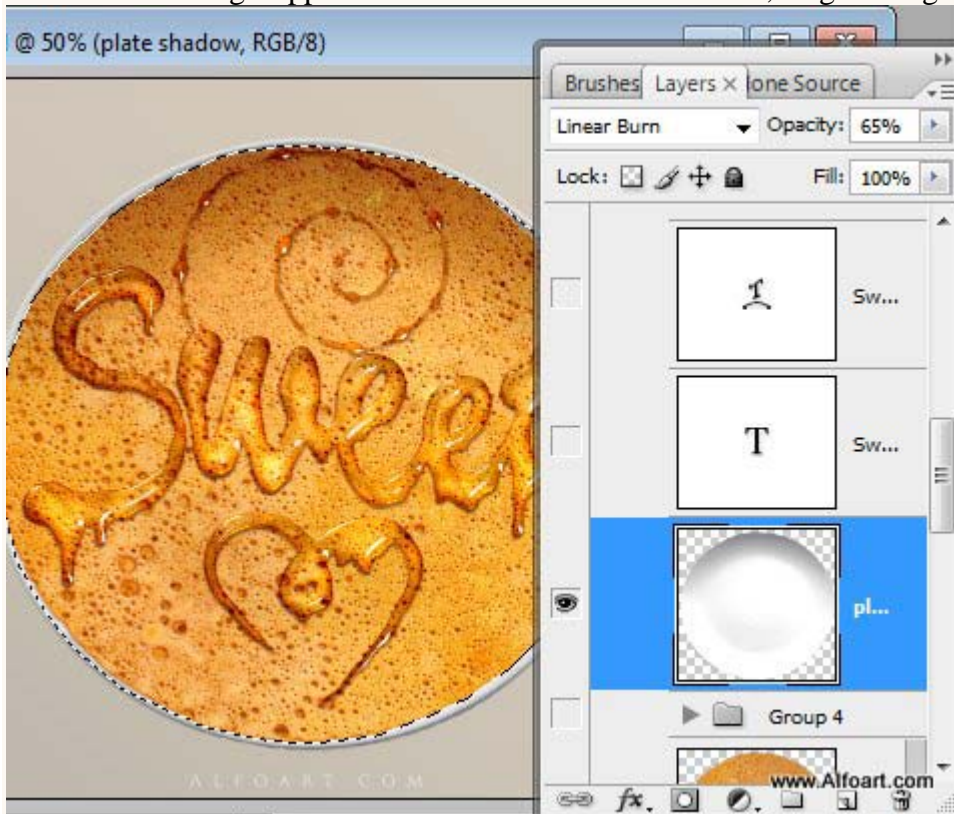 @ 50% (plate shadow, RGB/8)
Brushes Layers × lone Source
Linear Burn Opacity: 65%
Lock: Fill: 100%
Sw...
T
Sw...
Sweet
pl...
Group 4
www.Alfoart.com
ALFOART COM
fx.